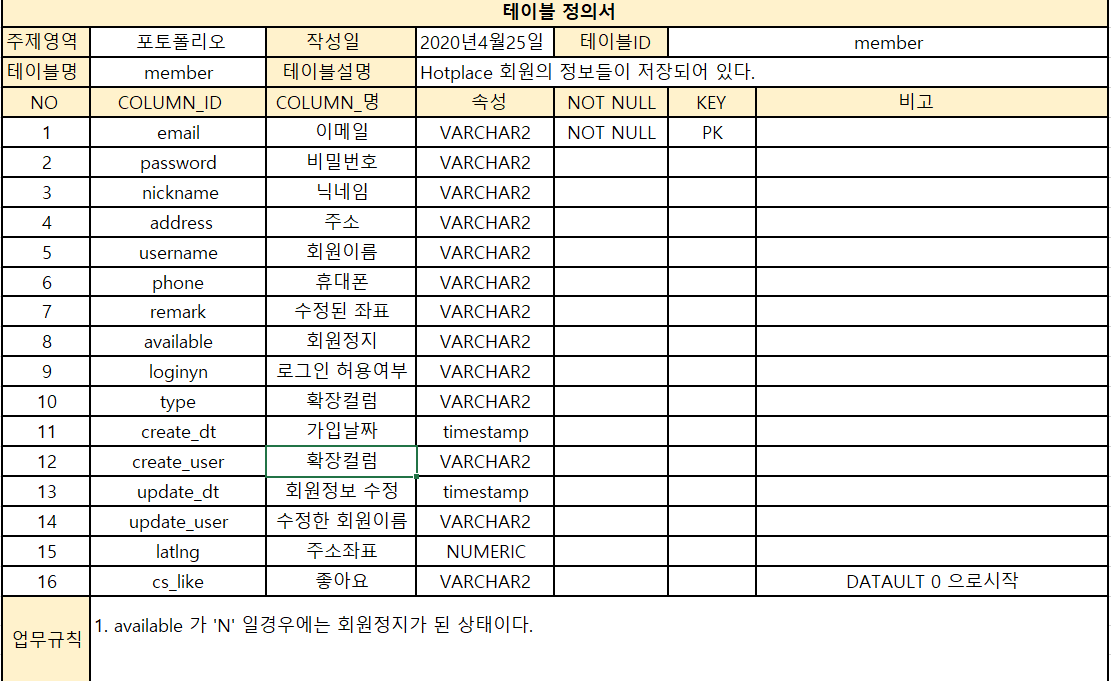 테이블 정의서
주제영역 포토폴리오 작성일 2020년4월25일 테이블ID member
테이블명 member 테이블설명 Hotplace 회원의 정보들이 저장되어 있다.
NO COLUMN_ID COLUMN_명 속성 NOT NULL KEY 비고
1 email 이메일 VARCHAR2 NOT NULL PK
2 password 비밀번호 VARCHAR2
3 nickname 닉네임 VARCHAR2
4 address 주소 VARCHAR2
5 username 회원이름 VARCHAR2
6 phone 휴대폰 VARCHAR2
7 remark 수정된 좌표 VARCHAR2
8 available 회원정지 VARCHAR2
9 loginyn 로그인 허용여부 VARCHAR2
10 type 확장컬럼 VARCHAR2
11 create_dt 가입날짜 timestamp
12 create_user 확장컬럼 VARCHAR2
13 update_dt 회원정보 수정 timestamp
14 update_user 수정한 회원이름 VARCHAR2
15 latlng 주소좌표 NUMERIC
16 cs_like 좋아요 VARCHAR2 DATAULT 0 으로시작
업무규칙 1. available 가 'N' 일경우에는 회원정지가 된 상태이다.